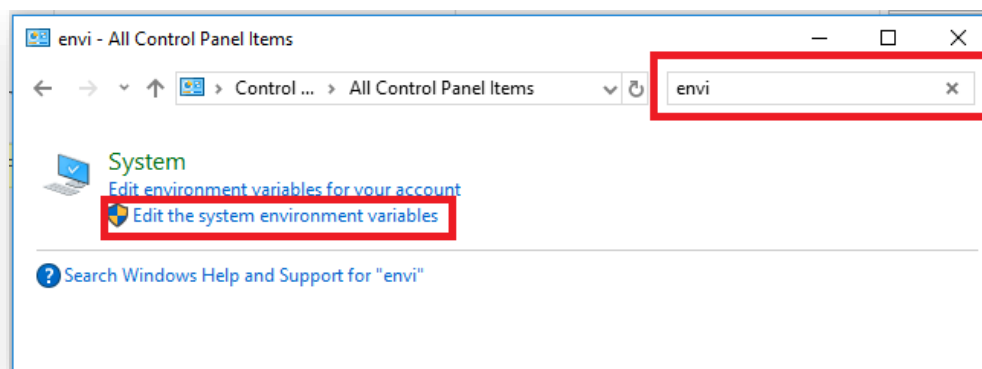 envi - All Control Panel Items
Control ... › All Control Panel Items
envi
System
Edit environment variables for your account
Edit the system environment variables
Search Windows Help and Support for "envi"